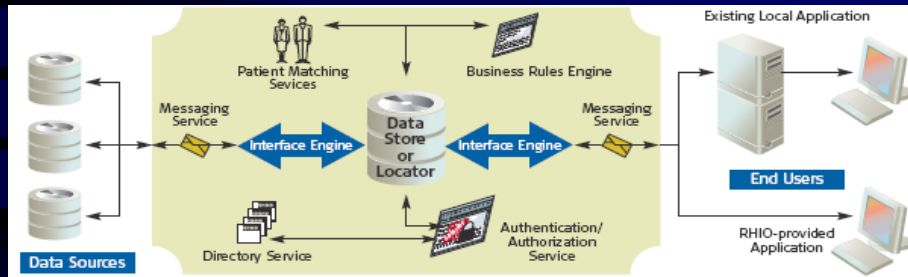 Existing Local Application
Patient Matching
Sevices
Business Rules Engine
Messaging
Service
Interface Engine
Data
Store
or
Locator
Interface Engine
Messaging
Service
End Users
Directory Service
Authentication/
Authorization
Service
RHIO-provided
Application
Data Sources